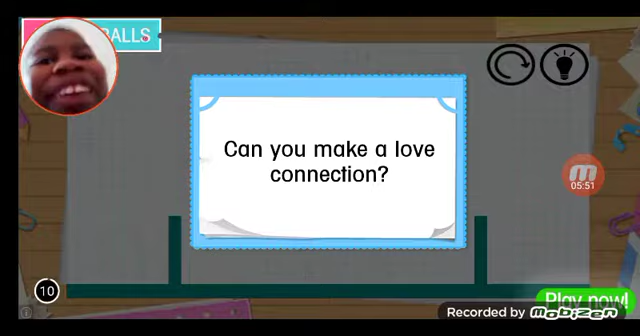 BALLS
Can you make a love
connection?
05:51
10
Play now!
Recorded by mobizen